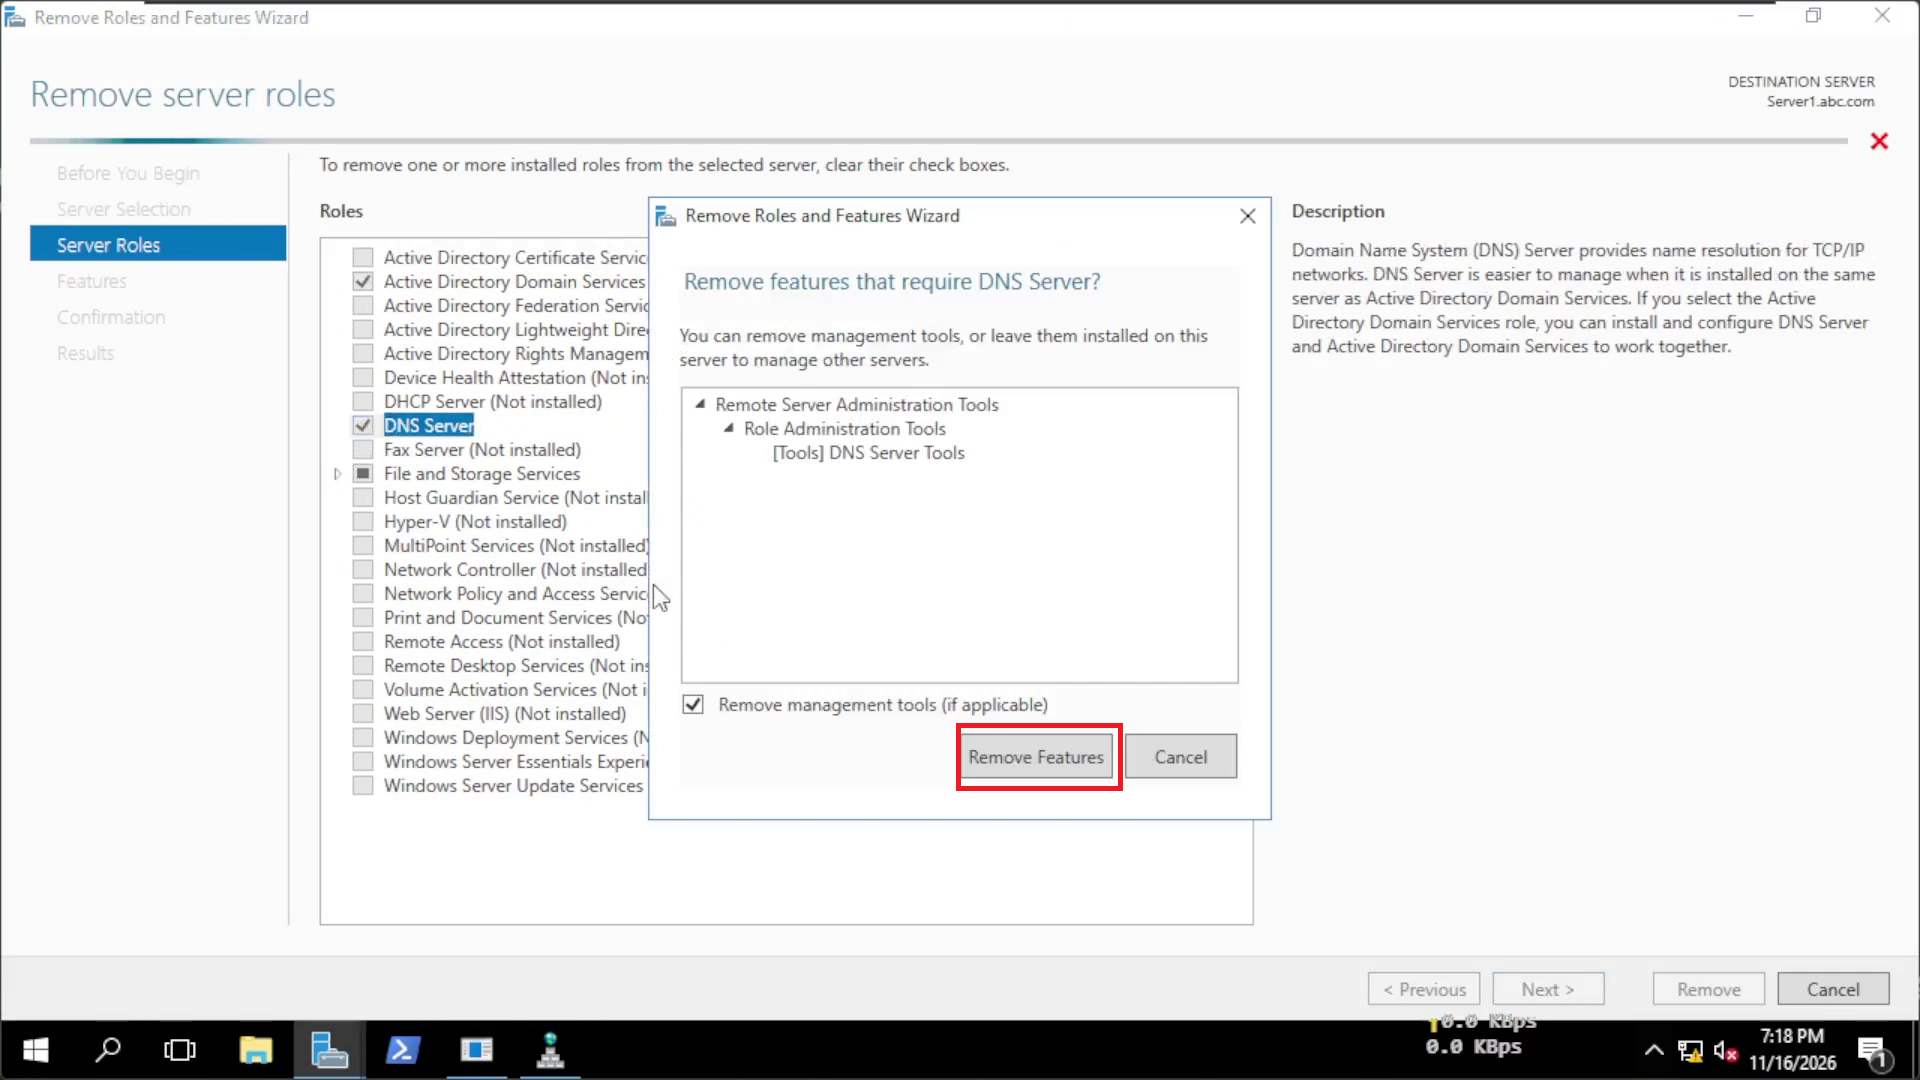 Remove Roles and Features Wizard
Remove server roles
DESTINATION SERVER
Server1.abc.com
Before You Begin
Server Selection
Server Roles
Features
Confirmation
Results
To remove one or more installed roles from the selected server, clear their check boxes.
Roles
Active Directory Certificate Servic
Active Directory Domain Services
Active Directory Federation Servic
Active Directory Lightweight Dire
Active Directory Rights Managem
Device Health Attestation (Not ins
DHCP Server (Not installed)
DNS Server
Fax Server (Not installed)
File and Storage Services
Host Guardian Service (Not instal
Hyper-V (Not installed)
MultiPoint Services (Not installed)
Network Controller (Not installed
Network Policy and Access Servic
Print and Document Services (No
Remote Access (Not installed)
Remote Desktop Services (Not ins
Volume Activation Services (Not i
Web Server (IIS) (Not installed)
Windows Deployment Services (N
Windows Server Essentials Experi
Windows Server Update Services
Remove Roles and Features Wizard
Remove features that require DNS Server?
You can remove management tools, or leave them installed on this
server to manage other servers.
Remote Server Administration Tools
Role Administration Tools
[Tools] DNS Server Tools
Remove management tools (if applicable)
Remove Features
Cancel
Description
Domain Name System (DNS) Server provides name resolution for TCP/IP
networks. DNS Server is easier to manage when it is installed on the same
server as Active Directory Domain Services. If you select the Active
Directory Domain Services role, you can install and configure DNS Server
and Active Directory Domain Services to work together.
< Previous
Next >
Remove
Cancel
0.0 KBps
0.0 KBps
7:18 PM
11/16/2026
1